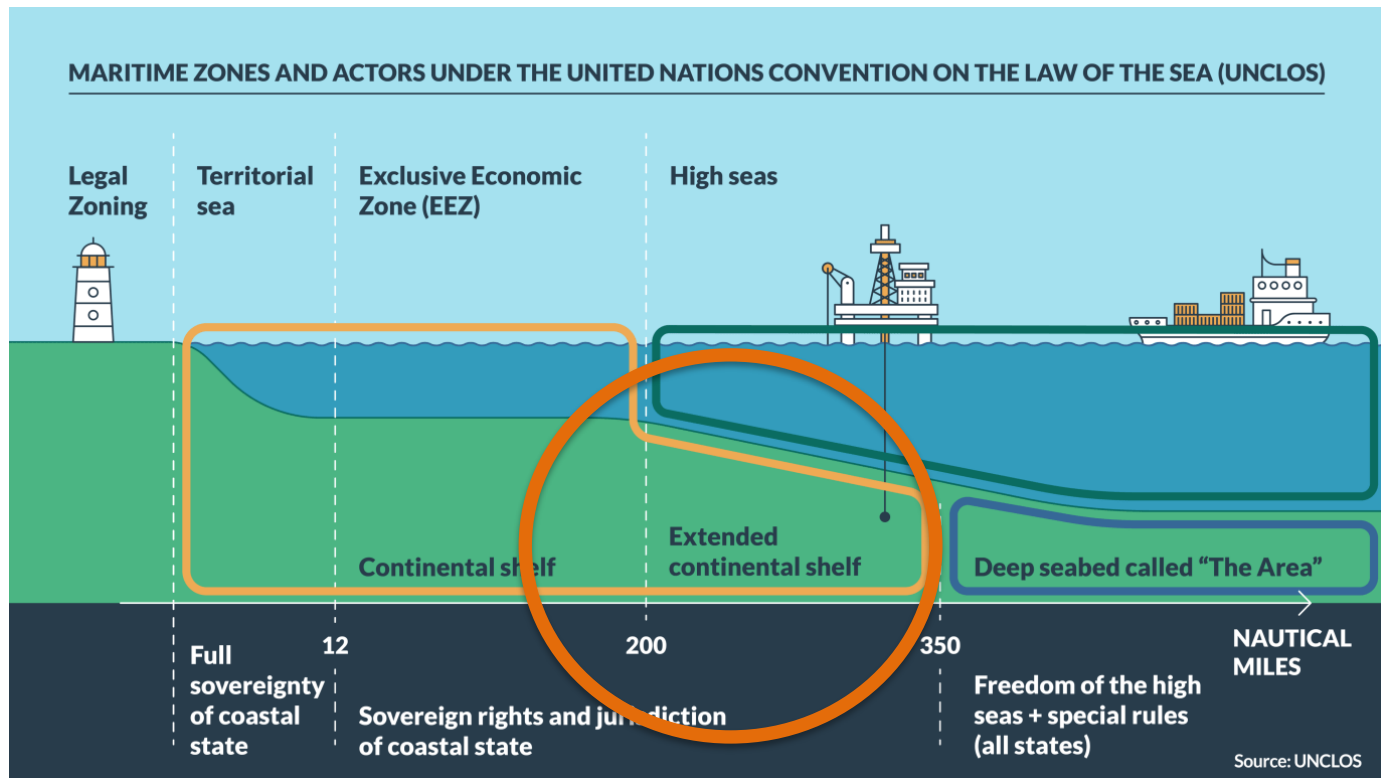 MARITIME ZONES AND ACTORS UNDER THE UNITED NATIONS CONVENTION ON THE LAW OF THE SEA (UNCLOS)
Legal
Zoning
Territorial
sea
Exclusive Economic
Zone (EEZ)
High seas
Continental shelf
Extended
continental shelf
Deep seabed called “The Area”
12
200
350
NAUTICAL
MILES
Full
sovereignty
of coastal
state
Sovereign rights and jurisdiction
of coastal state
Freedom of the high
seas + special rules
(all states)
Source: UNCLOS